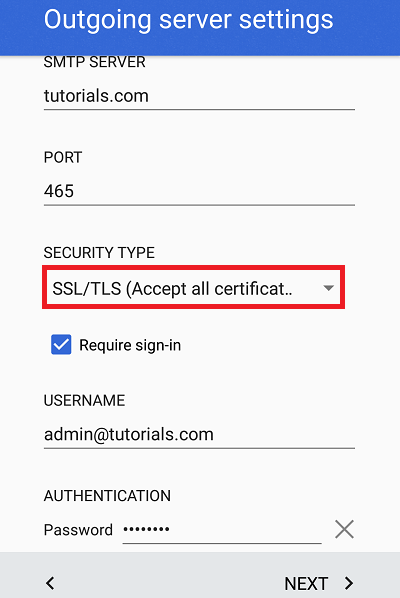 Outgoing server settings
SMTP SERVER
tutorials.com
PORT
465
SECURITY TYPE
SSL/TLS (Accept all certificat..
Require sign-in
USERNAME
admin@tutorials.com
AUTHENTICATION
Password ••••••••
NEXT